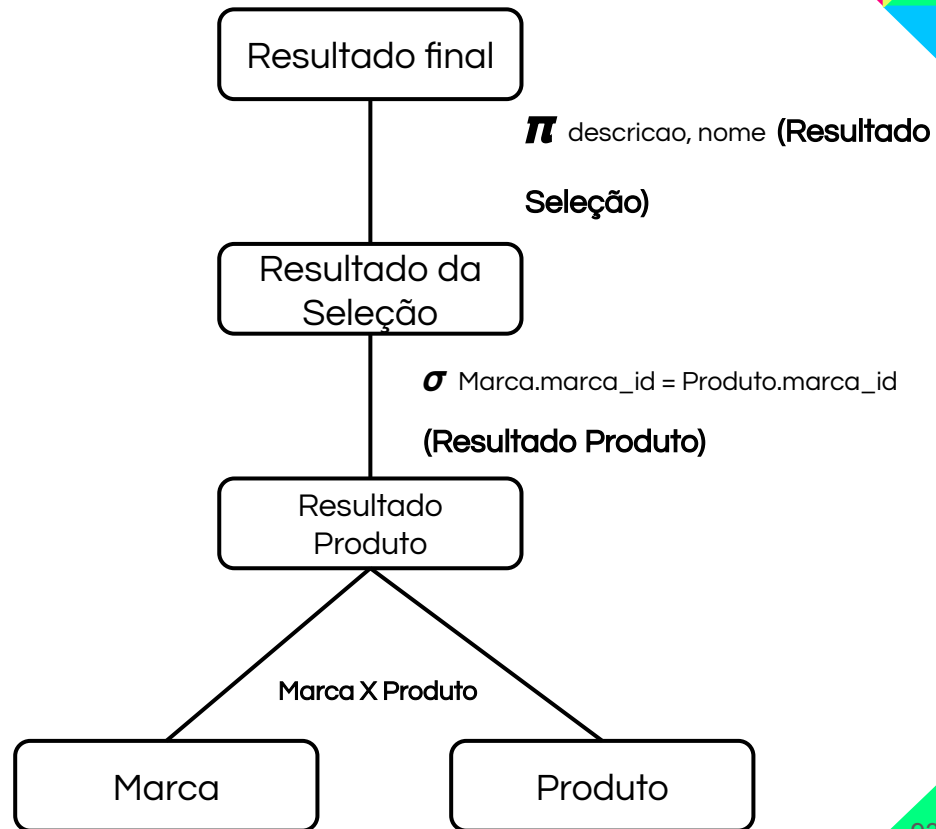 Resultado final
π descricao, nome (Resultado
Seleção)
Resultado da
Seleção
σ Marca.marca_id = Produto.marca_id
(Resultado Produto)
Resultado
Produto
Marca X Produto
Marca
Produto